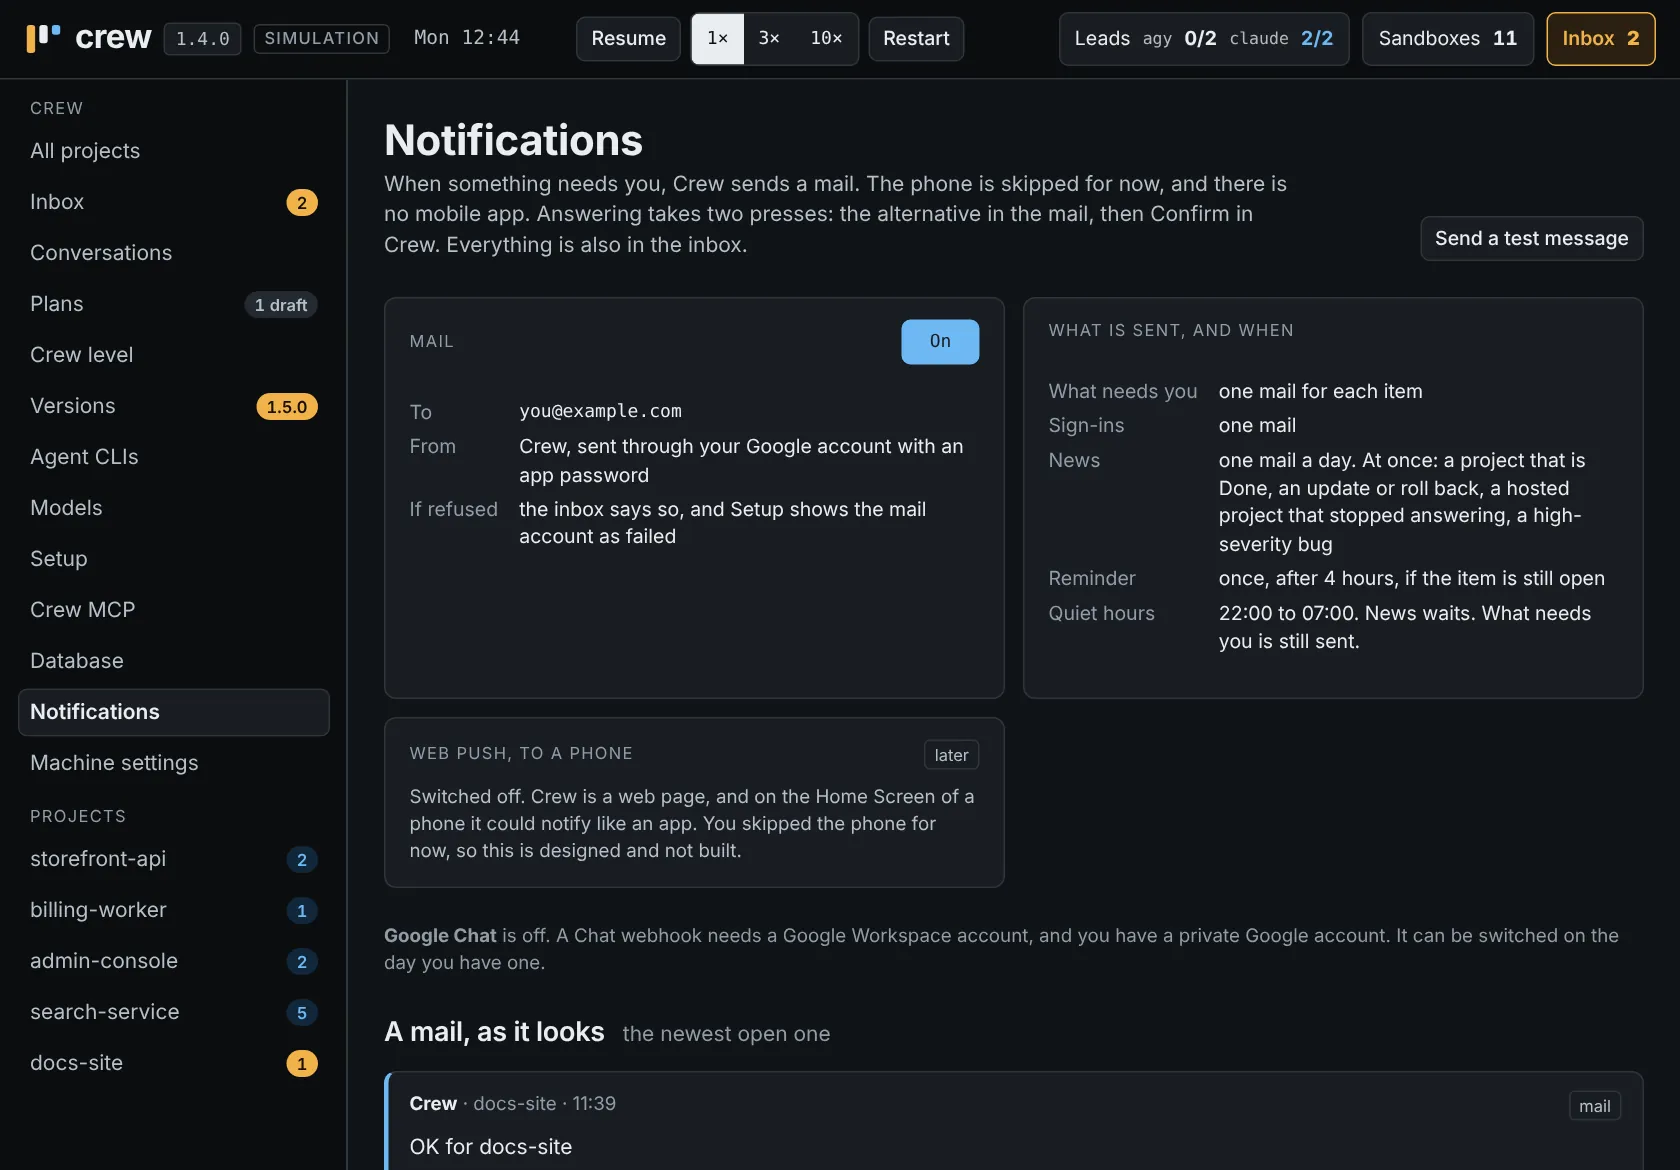 crew 1.4.0 SIMULATION Mon 12:44 Resume 1× 3× 10× Restart Leads agy 0/2 claude 2/2 Sandboxes 11 Inbox 2
CREW
All projects
Inbox 2
Conversations
Plans 1 draft
Crew level
Versions 1.5.0
Agent CLIs
Models
Setup
Crew MCP
Database
Notifications
Machine settings
PROJECTS
storefront-api 2
billing-worker 1
admin-console 2
search-service 5
docs-site 1
Notifications
When something needs you, Crew sends a mail. The phone is skipped for now, and there is
no mobile app. Answering takes two presses: the alternative in the mail, then Confirm in
Crew. Everything is also in the inbox.
Send a test message
MAIL On
To you@example.com
From Crew, sent through your Google account with an
app password
If refused the inbox says so, and Setup shows the mail
account as failed
WHAT IS SENT, AND WHEN
What needs you one mail for each item
Sign-ins one mail
News one mail a day. At once: a project that is
Done, an update or roll back, a hosted
project that stopped answering, a high-
severity bug
Reminder once, after 4 hours, if the item is still open
Quiet hours 22:00 to 07:00. News waits. What needs
you is still sent.
WEB PUSH, TO A PHONE later
Switched off. Crew is a web page, and on the Home Screen of a
phone it could notify like an app. You skipped the phone for
now, so this is designed and not built.
Google Chat is off. A Chat webhook needs a Google Workspace account, and you have a private Google account. It can be switched on the
day you have one.
A mail, as it looks the newest open one
Crew · docs-site · 11:39 mail
OK for docs-site